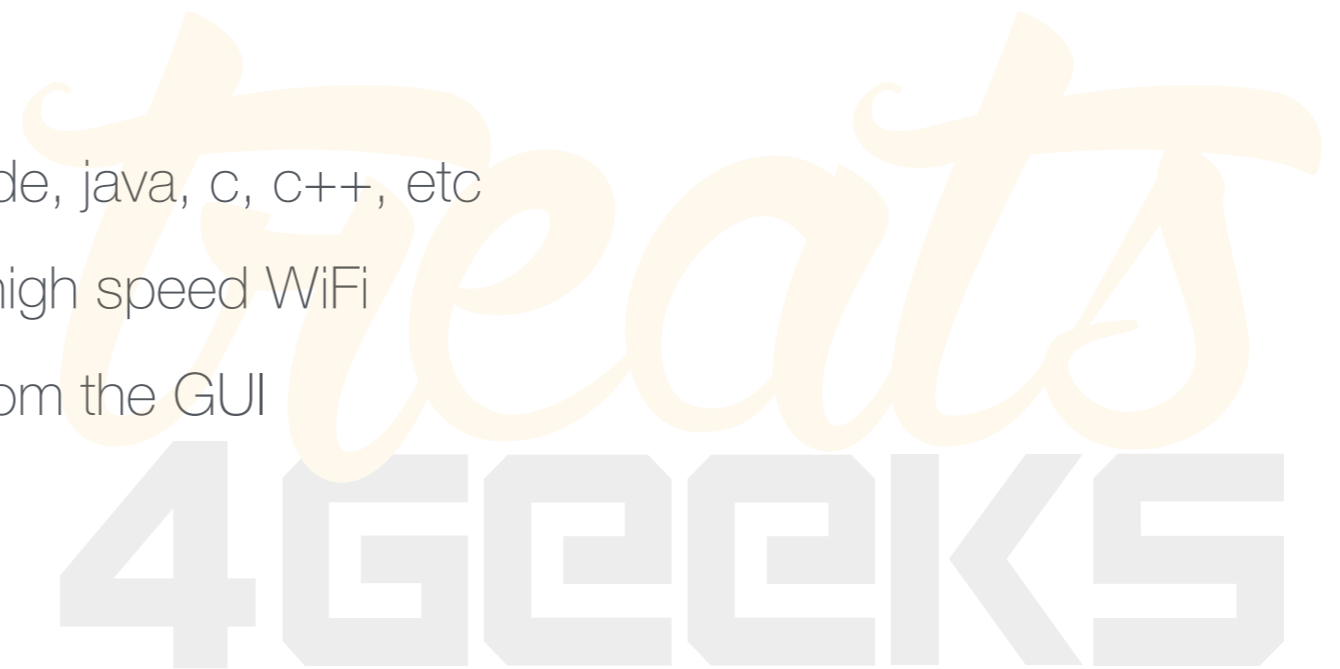 de, java, c, c++, etc
high speed WiFi
om the GUI
treats
4GEEKS